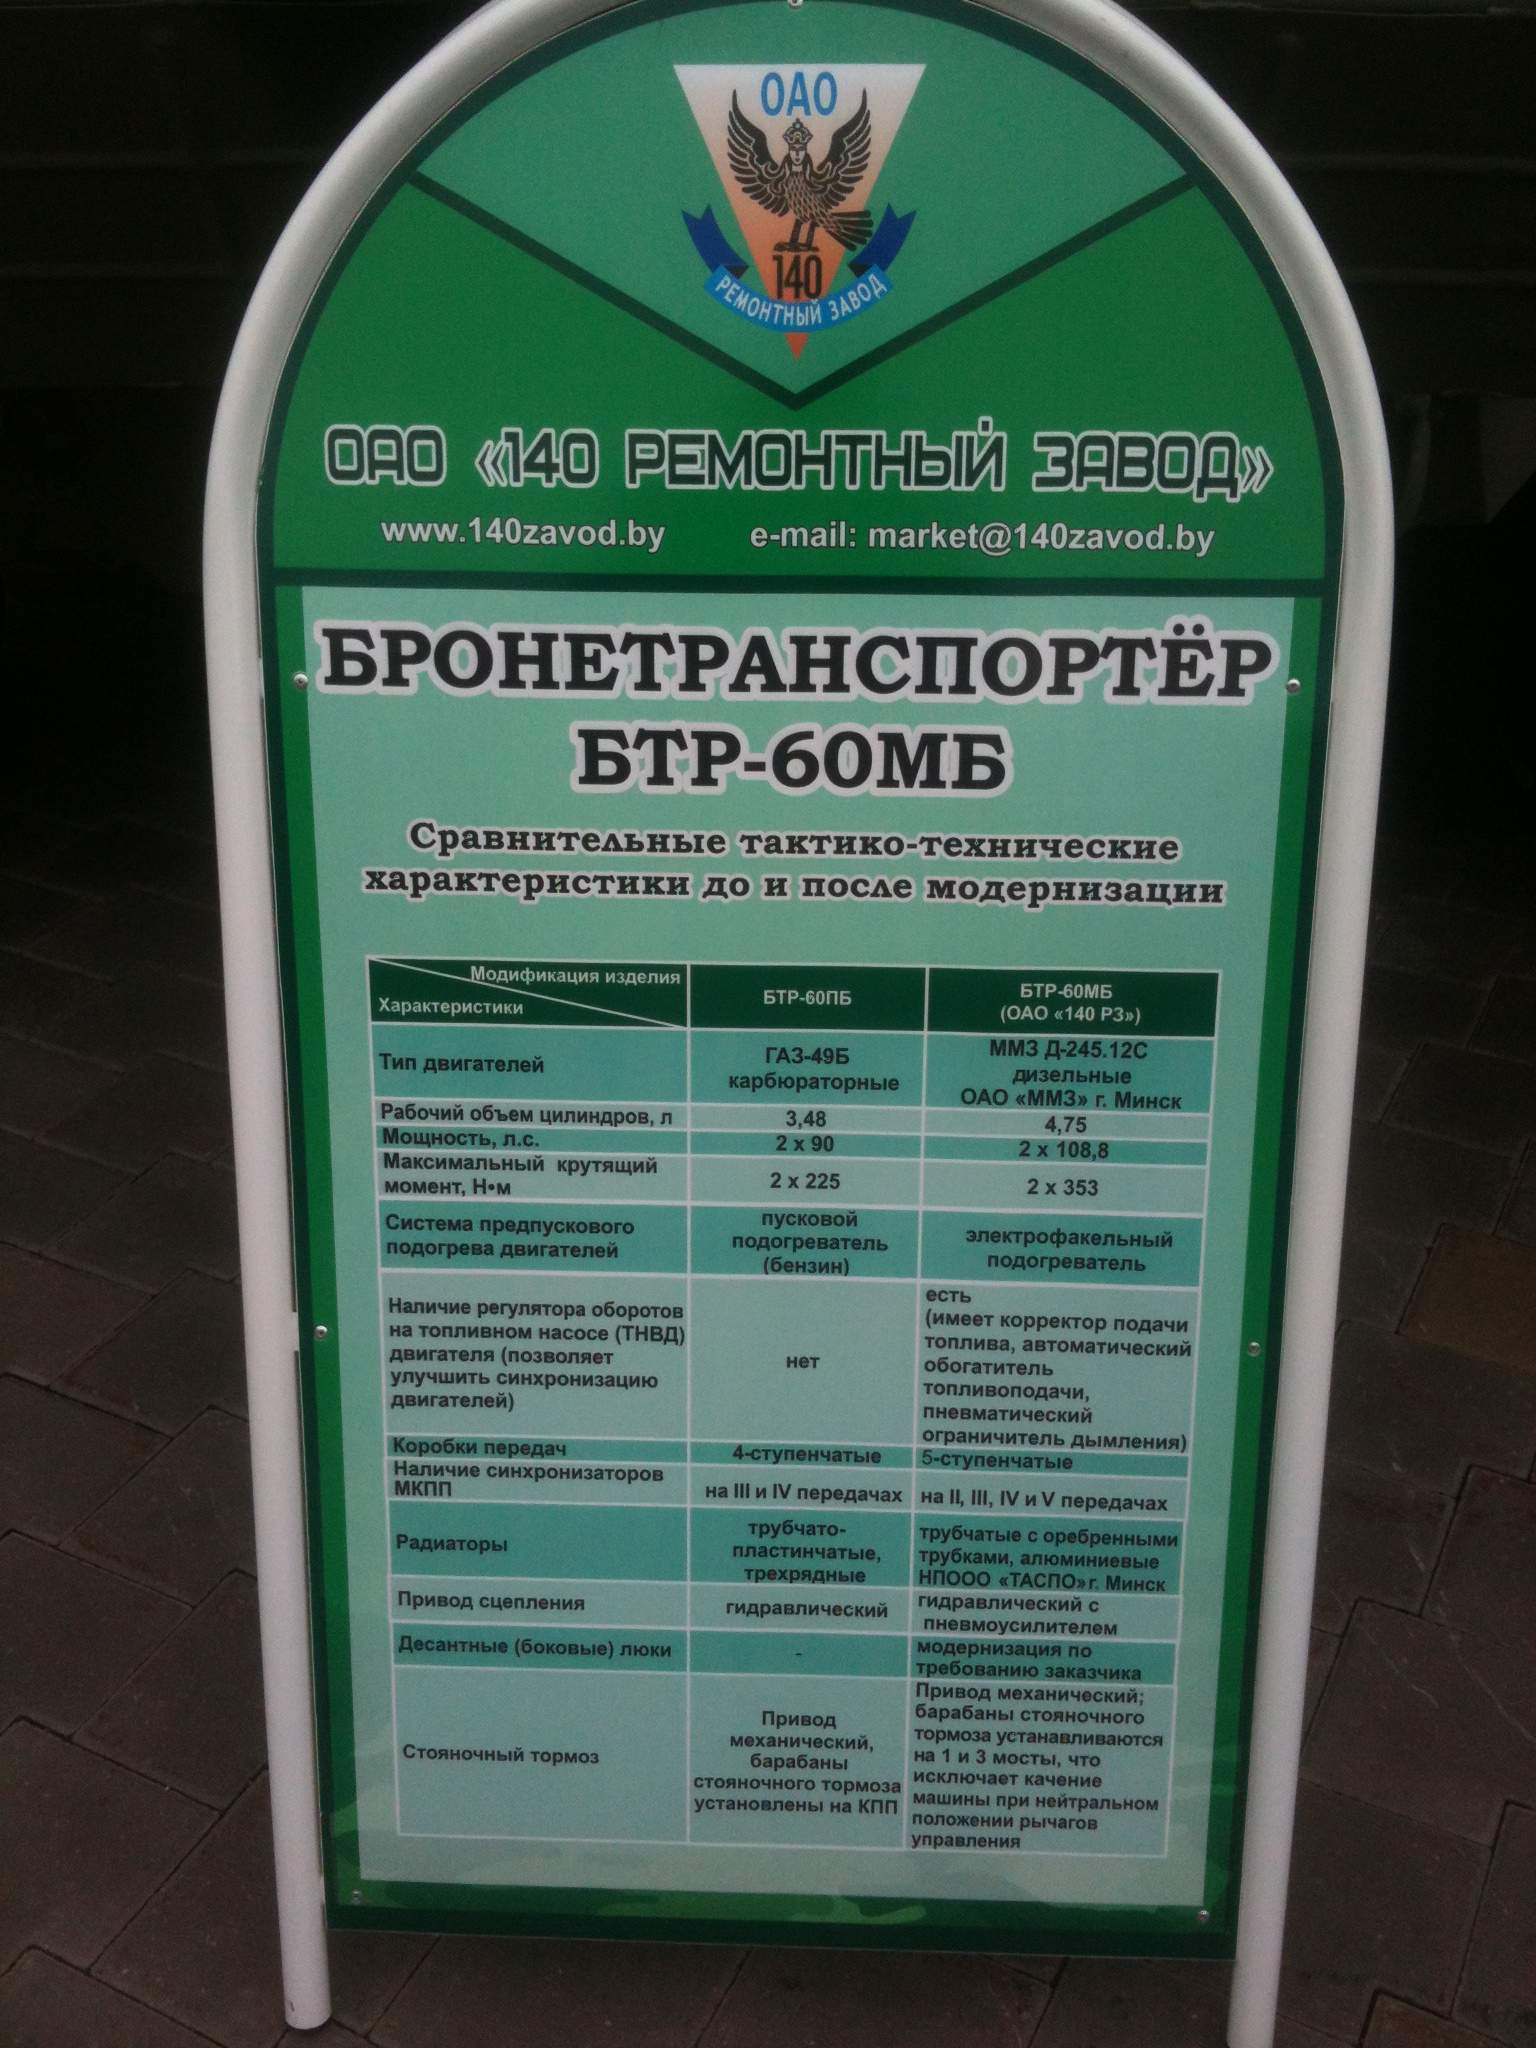 ОАО
140
РЕМОНТНЫЙ ЗАВОД
ОАО «140 РЕМОНТНЫЙ ЗАВОД»
www.140zavod.by e-mail: market@140zavod.by
БРОНЕТРАНСПОРТЁР
БТР-60МБ
Сравнительные тактико-технические
характеристики до и после модернизации
Модификация изделия
Характеристики
БТР-60ПБ
БТР-60МБ
(ОАО «140 РЗ»)
Тип двигателей
ГАЗ-49Б
карбюраторные
ММЗ Д-245.12С
дизельные
ОАО «ММЗ» г. Минск
Рабочий объем цилиндров, л
3,48
4,75
Мощность, л.с.
2 х 90
2 х 108,8
Максимальный крутящий
момент, Н•м
2 х 225
2 х 353
Система предпускового
подогрева двигателей
пусковой
подогреватель
(бензин)
электрофакельный
подогреватель
Наличие регулятора оборотов
на топливном насосе (ТНВД)
двигателя (позволяет
улучшить синхронизацию
двигателей)
нет
есть
(имеет корректор подачи
топлива, автоматический
обогатитель
топливоподачи,
пневматический
ограничитель дымления)
Коробки передач
4-ступенчатые
5-ступенчатые
Наличие синхронизаторов
МКПП
на III и IV передачах
на II, III, IV и V передачах
Радиаторы
трубчато-
пластинчатые,
трехрядные
трубчатые с оребренными
трубками, алюминиевые
НПООО «ТАСПО»г. Минск
Привод сцепления
гидравлический
гидравлический с
пневмоусилителем
Десантные (боковые) люки
-
модернизация по
требованию заказчика
Стояночный тормоз
Привод
механический,
барабаны
стояночного тормоза
установлены на КПП
Привод механический;
барабаны стояночного
тормоза устанавливаются
на 1 и 3 мосты, что
исключает качение
машины при нейтральном
положении рычагов
управления